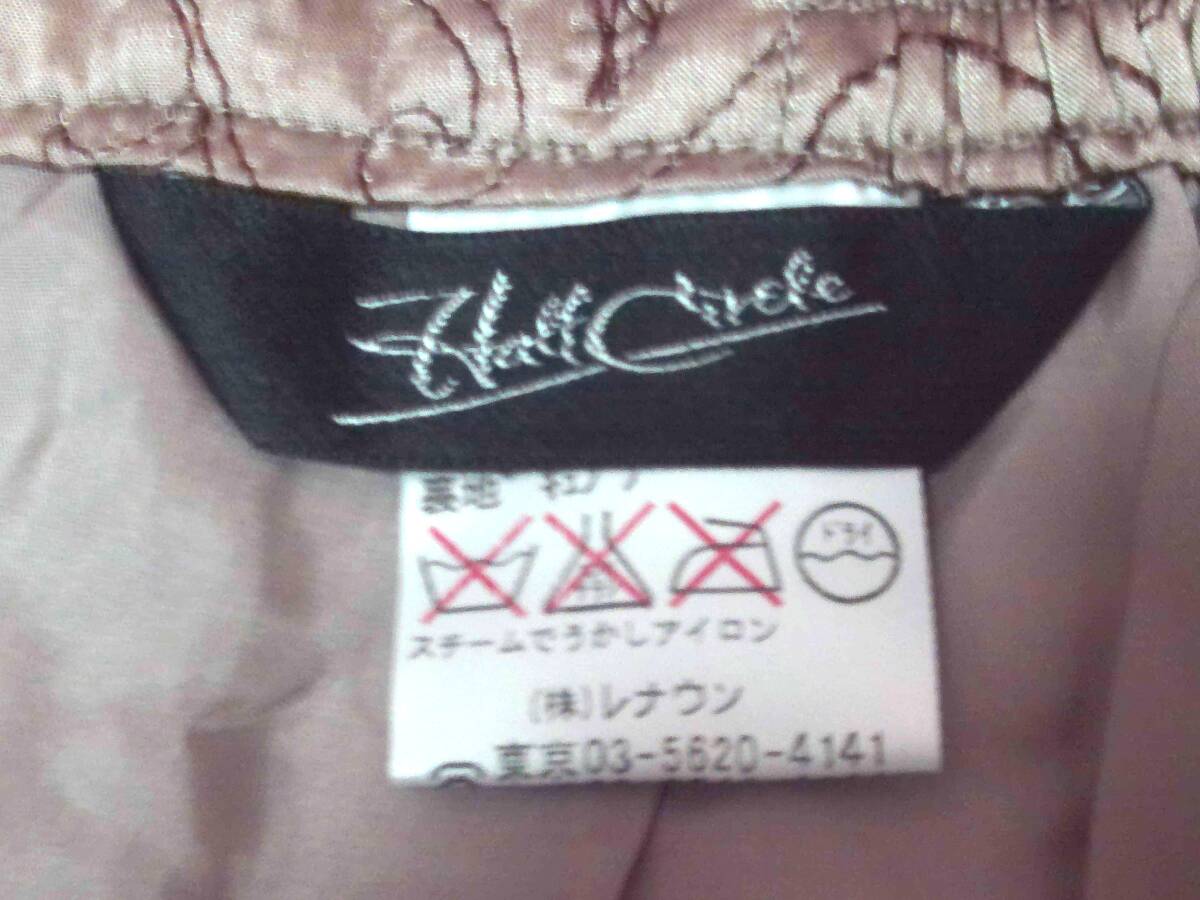 Half Circle
裏地
ドライ
スチームでうかしアイロン
(株)レナウン
東京03-5620-4141